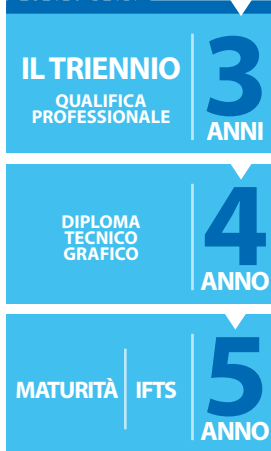 IL TRIENNIO
QUALIFICA
PROFESSIONALE
3
ANNI
DIPLOMA
TECNICO
GRAFICO
4
ANNO
MATURITÀ | IFTS
5
ANNO